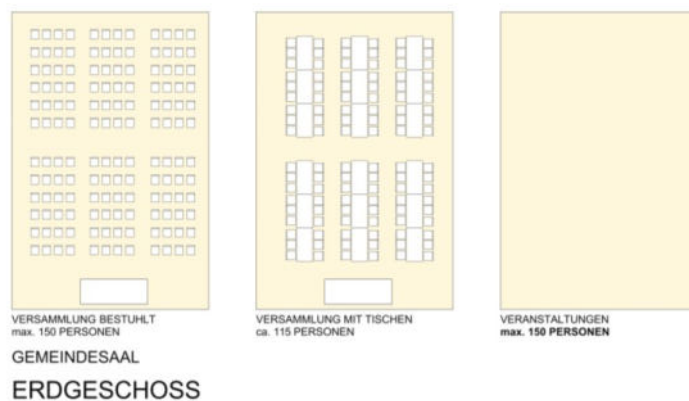 VERSAMMLUNG BESTUHLT
max. 150 PERSONEN
VERSAMMLUNG MIT TISCHEN
ca. 115 PERSONEN
VERANSTALTUNGEN
max. 150 PERSONEN
GEMEINDESAAL
ERDGESCHOSS